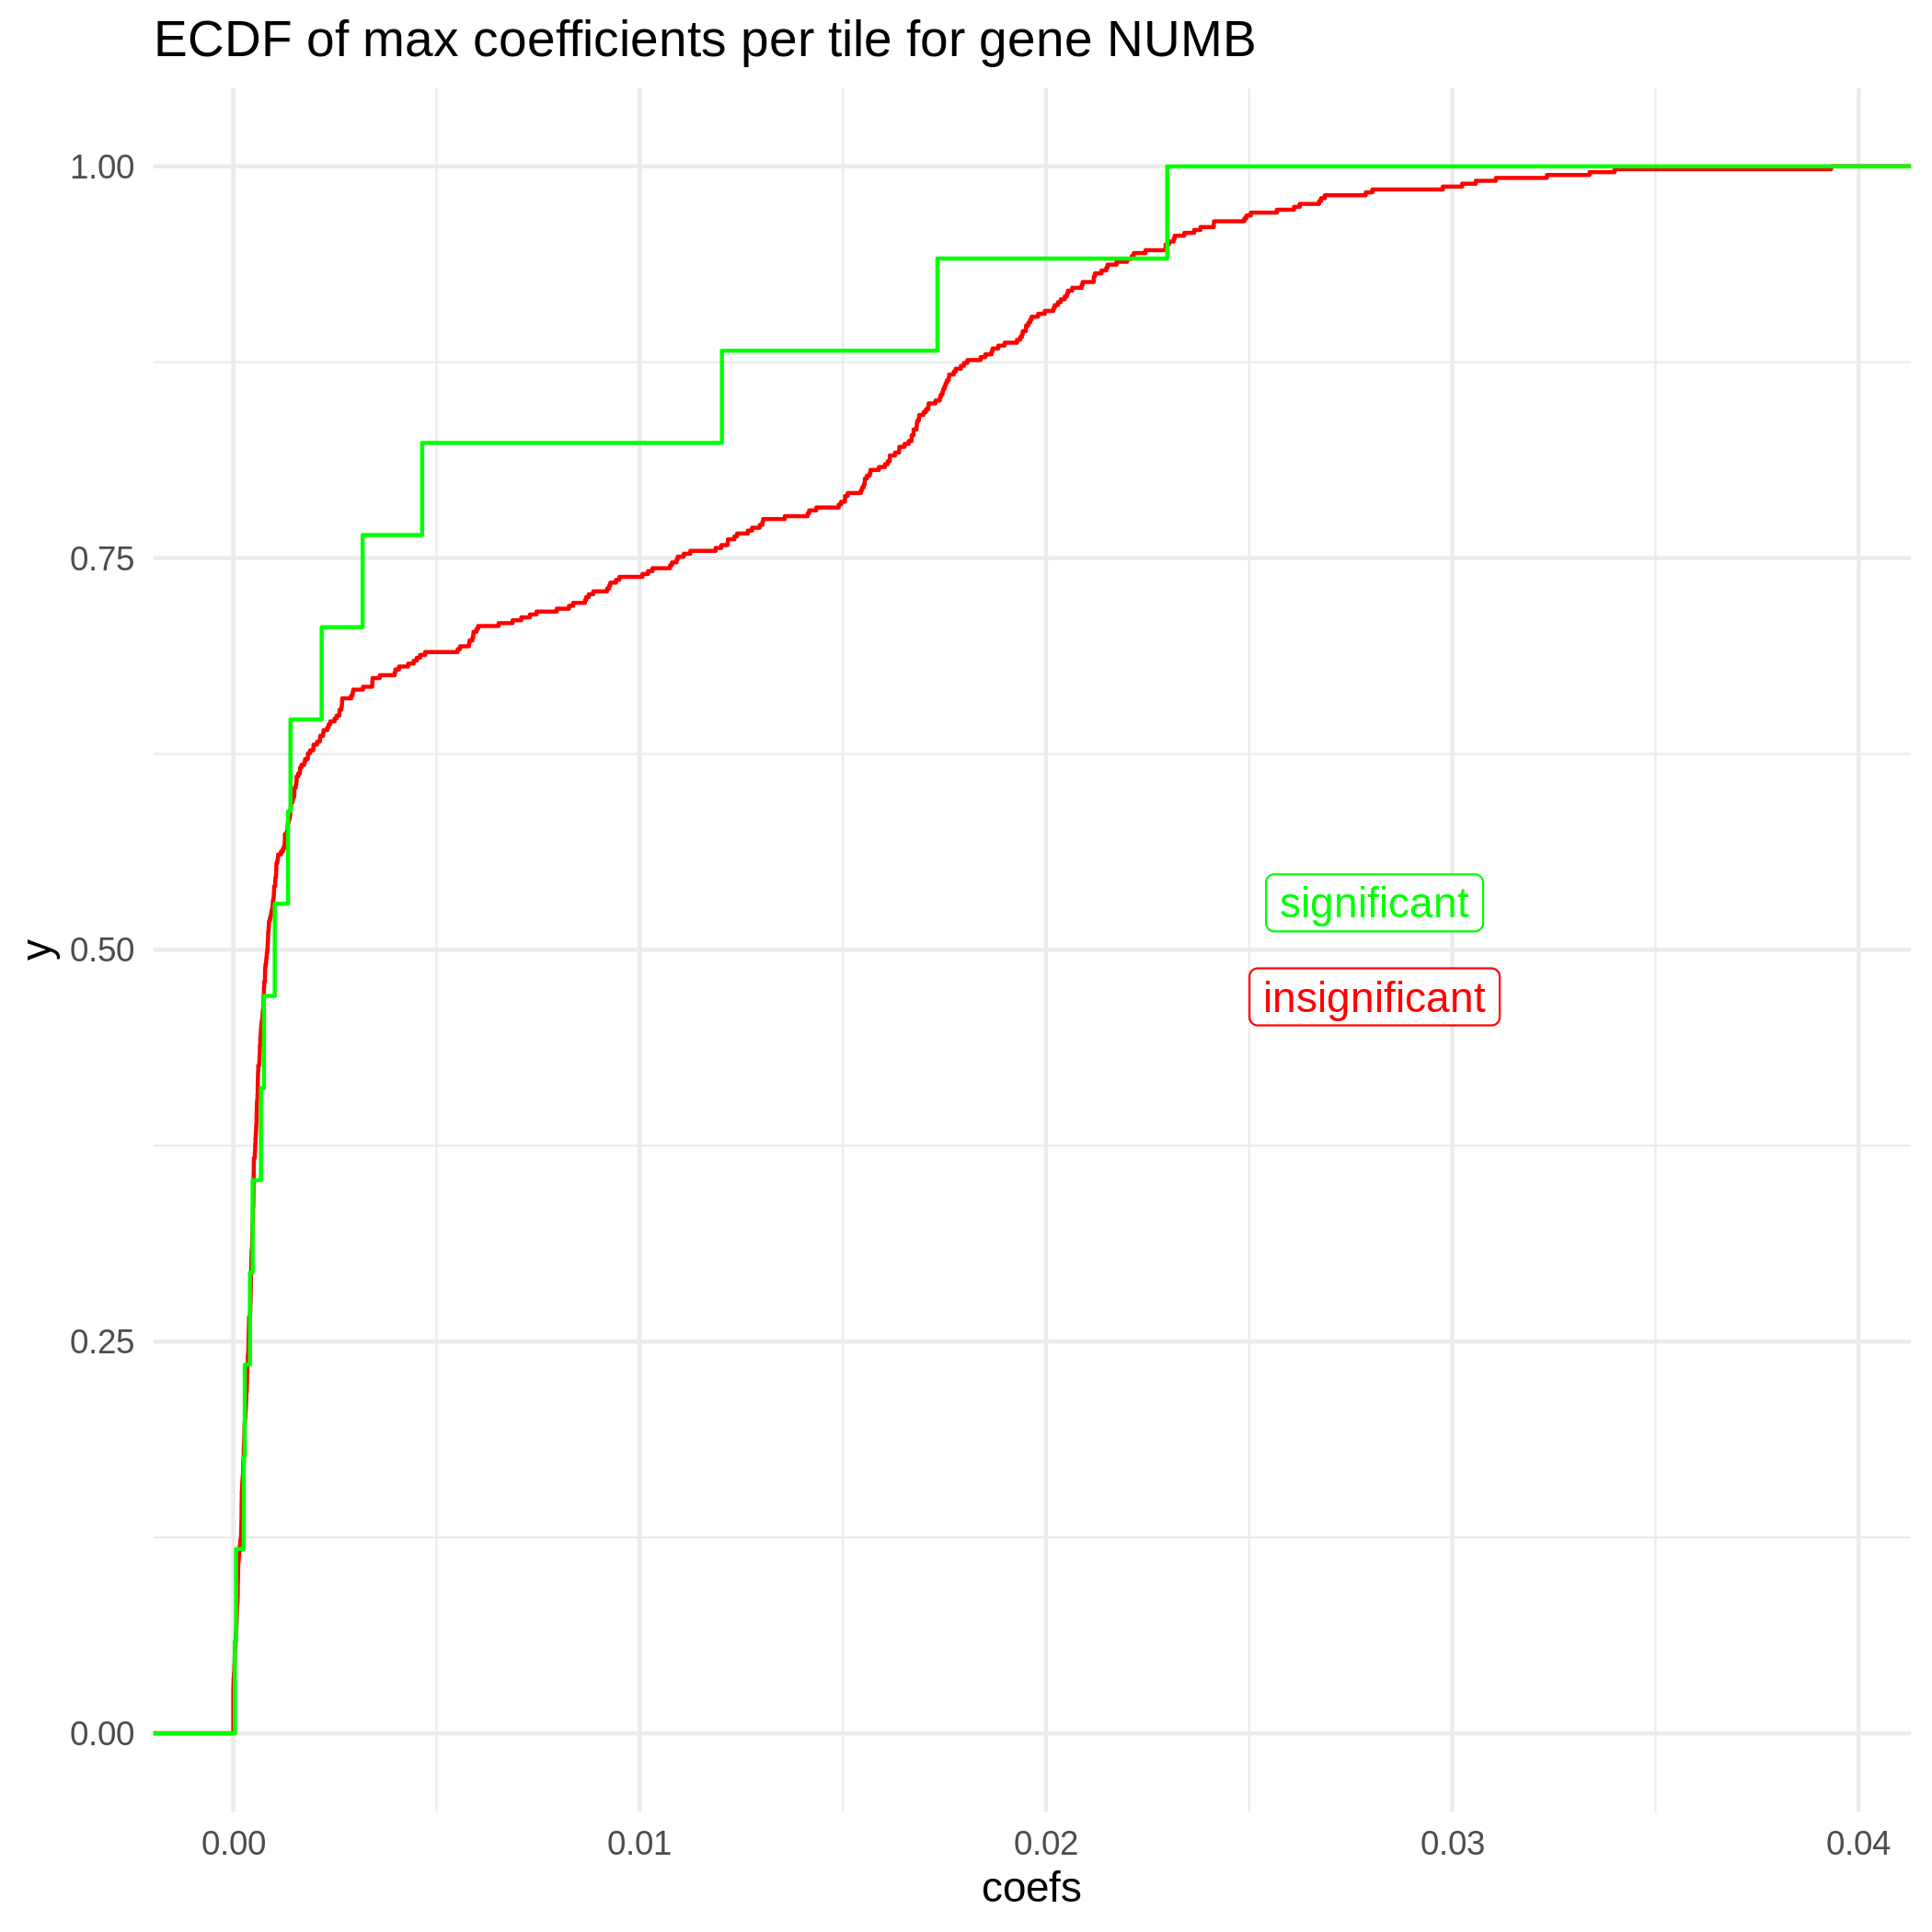 ECDF of max coefficients per tile for gene NUMB
1.00
0.75
significant
y
0.50
insignificant
0.25
0.00
0.00 0.01 0.02 0.03 0.04
coefs